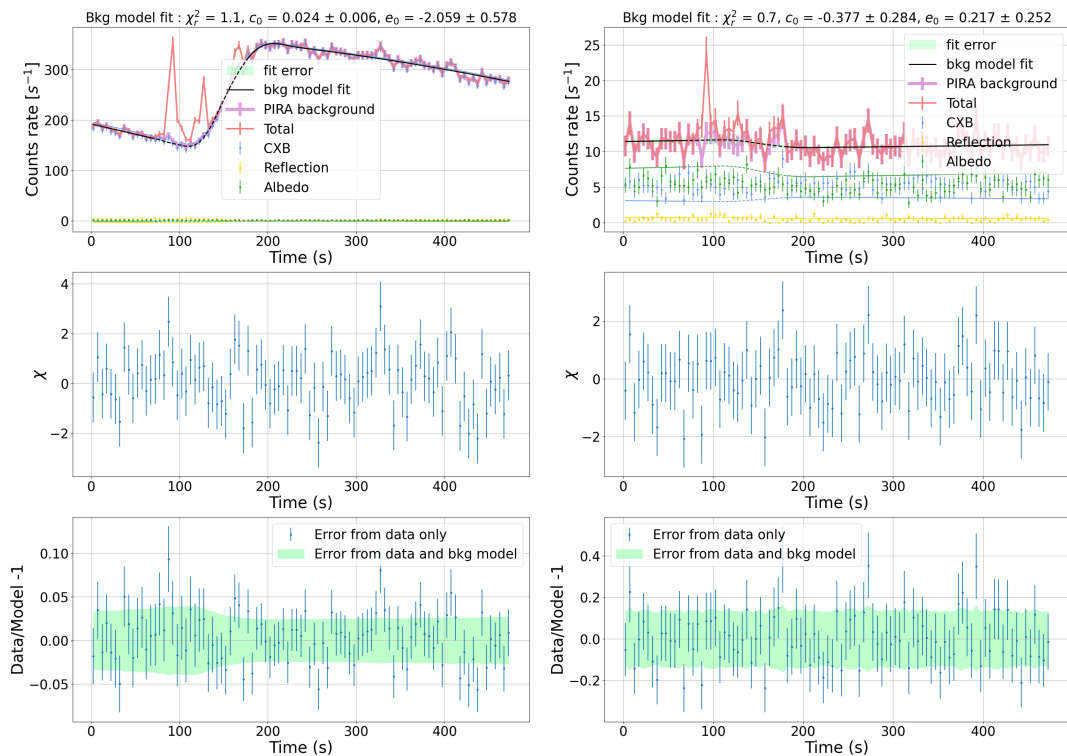 Bkg model fit : χ²ᵣ = 1.1, c₀ = 0.024 ± 0.006, e₀ = -2.059 ± 0.578
Counts rate [s⁻¹]
300
200
100
0
fit error
bkg model fit
PIRA background
Total
CXB
Reflection
Albedo
0 100 200 300 400
Time (s)
Bkg model fit : χ²ᵣ = 0.7, c₀ = -0.377 ± 0.284, e₀ = 0.217 ± 0.252
Counts rate [s⁻¹]
25
20
15
10
5
0
fit error
bkg model fit
PIRA background
Total
CXB
Reflection
Albedo
0 100 200 300 400
Time (s)
χ
4
2
0
−2
0 100 200 300 400
Time (s)
χ
2
0
−2
0 100 200 300 400
Time (s)
Data/Model -1
0.10
0.05
0.00
−0.05
Error from data only
Error from data and bkg model
0 100 200 300 400
Time (s)
Data/Model -1
0.4
0.2
0.0
−0.2
Error from data only
Error from data and bkg model
0 100 200 300 400
Time (s)